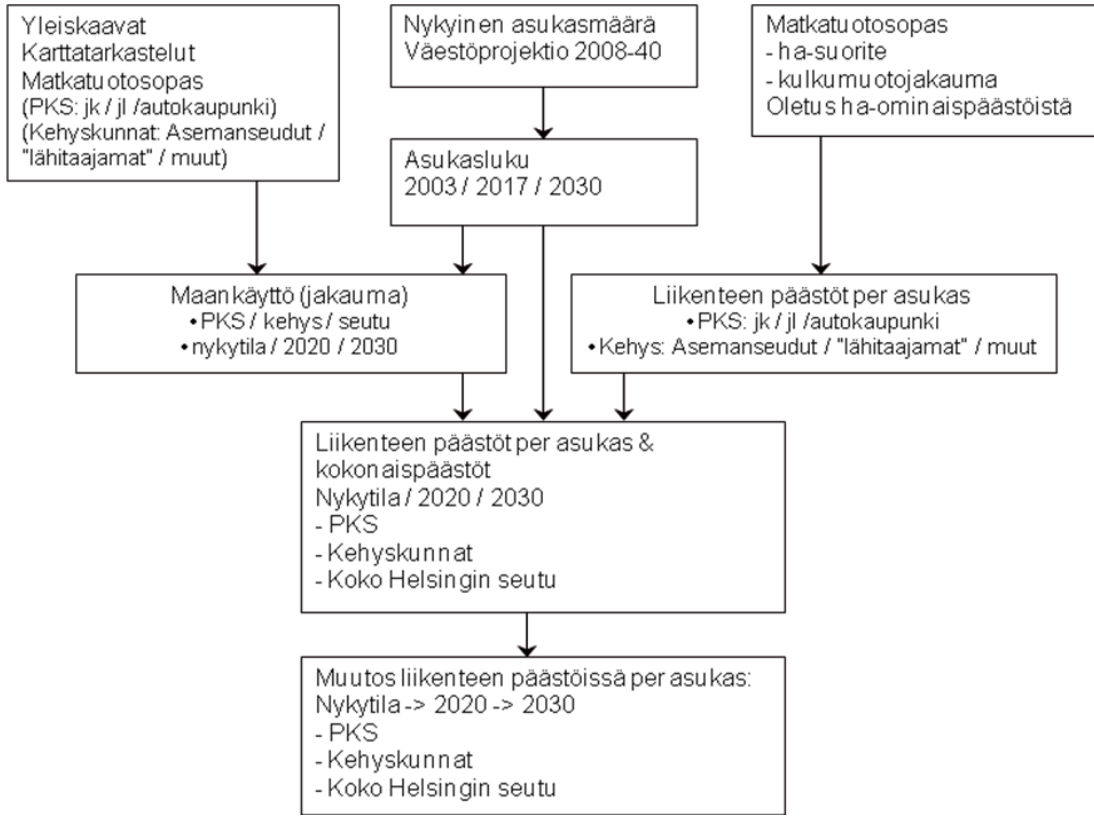 Yleiskaavat
Karttatarkastelut
Matkatuotosopas
(PKS: jk / jl /autokaupunki)
(Kehyskunnat: Asemanseudut /
"lähitaajamat" / muut)
Nykyinen asukasmäärä
Väestöprojektio 2008-40
Matkatuotosopas
- ha-suorite
- kulkumuotojakauma
Oletus ha-ominaispäästöistä
Asukasluku
2003 / 2017 / 2030
Maankäyttö (jakauma)
•PKS / kehys / seutu
•nykytila / 2020 / 2030
Liikenteen päästöt per asukas
•PKS: jk / jl /autokaupunki
•Kehys: Asemanseudut / "lähitaajamat" / muut
Liikenteen päästöt per asukas &
kokonaispäästöt
Nykytila / 2020 / 2030
- PKS
- Kehyskunnat
- Koko Helsingin seutu
Muutos liikenteen päästöissä per asukas:
Nykytila -> 2020 -> 2030
- PKS
- Kehyskunnat
- Koko Helsingin seutu